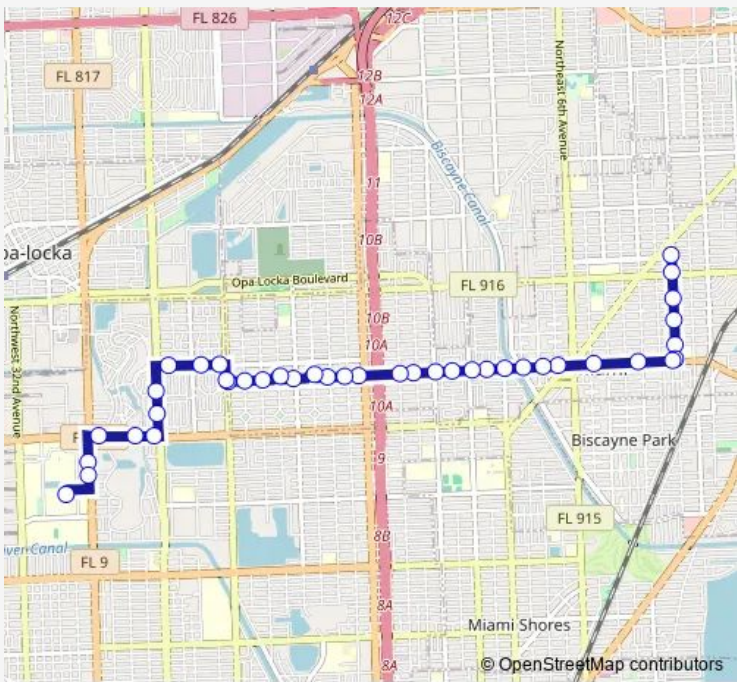 FL 826
12C
FL 817
12B
12A
Northeast 6th Avenue
Biscayne Canal
11
pa-locka
10B
Opa Locka Boulevard
FL 916
10B
10A
Northwest 32nd Avenue
10A
Biscayne Park
9
FL 915
8B
FL 9
8A
Miami Shores
8A
© OpenStreetMap contributors